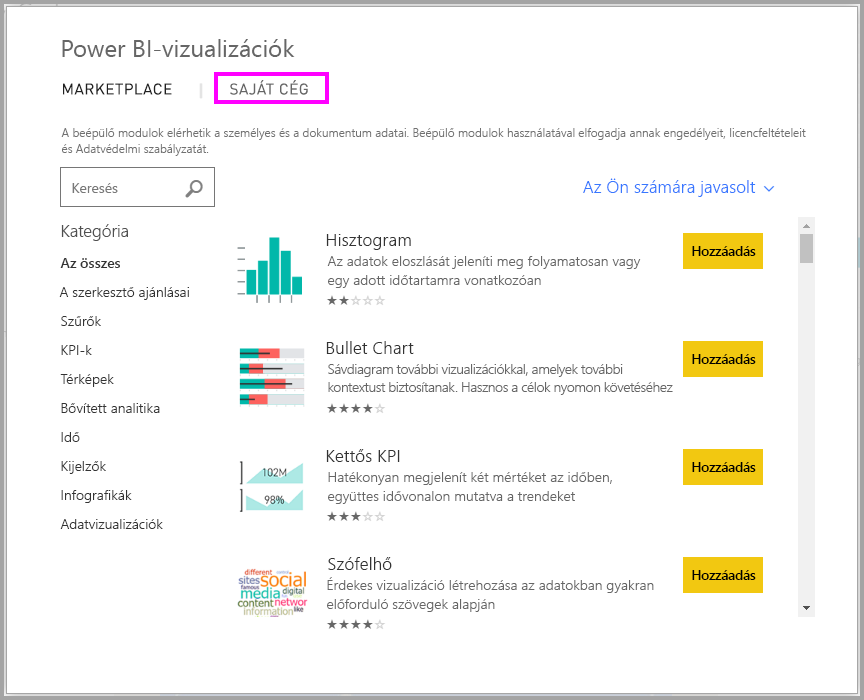 Power BI-vizualizációk
MARKETPLACE | SAJÁT CÉG
A beépülő modulok elérhetik a személyes és a dokumentum adatai. Beépülő modulok használatával elfogadja annak engedélyeit, licencfeltételeit
és Adatvédelmi szabályzatát.
Keresés
Az Ön számára javasolt
Kategória
Az összes
A szerkesztő ajánlásai
Szűrők
KPI-k
Térképek
Bővített analitika
Idő
Kijelzők
Infografikák
Adatvizualizációk
Hisztogram
Az adatok eloszlását jeleníti meg folyamatosan vagy
egy adott időtartamra vonatkozóan
Hozzáadás
Bullet Chart
Sávdiagram további vizualizációkkal, amelyek további
kontextust biztosítanak. Hasznos a célok nyomon követéséhez
Hozzáadás
102M
98%
Kettős KPI
Hatékonyan megjelenít két mértéket az időben,
együttes idővonalon mutatva a trendeket
Hozzáadás
different
sites social
famous
media digital
content networ
information like
Szófelhő
Érdekes vizualizáció létrehozása az adatokban gyakran
előforduló szövegek alapján
Hozzáadás